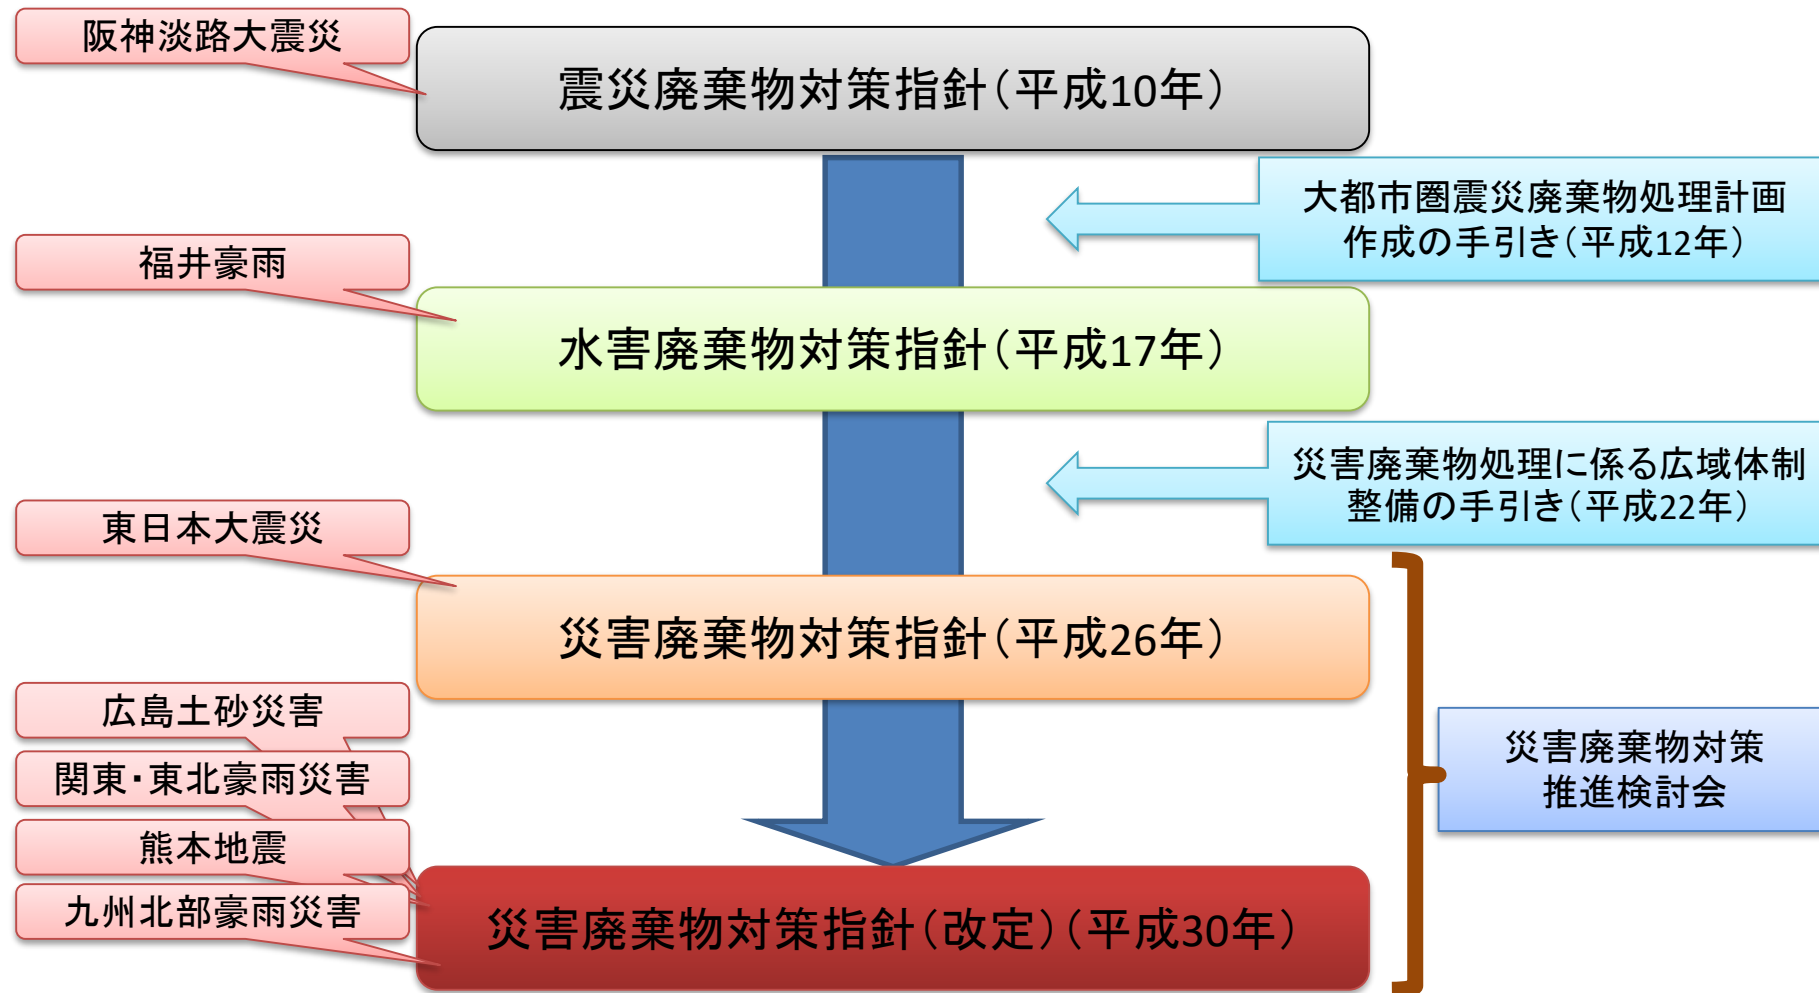 阪神淡路大震災
震災廃棄物対策指針（平成10年）
大都市圏震災廃棄物処理計画
作成の手引き（平成12年）
福井豪雨
水害廃棄物対策指針（平成17年）
災害廃棄物処理に係る広域体制
整備の手引き（平成22年）
東日本大震災
災害廃棄物対策指針（平成26年）
広島土砂災害
関東・東北豪雨災害
熊本地震
九州北部豪雨災害
災害廃棄物対策
推進検討会
災害廃棄物対策指針（改定）（平成30年）